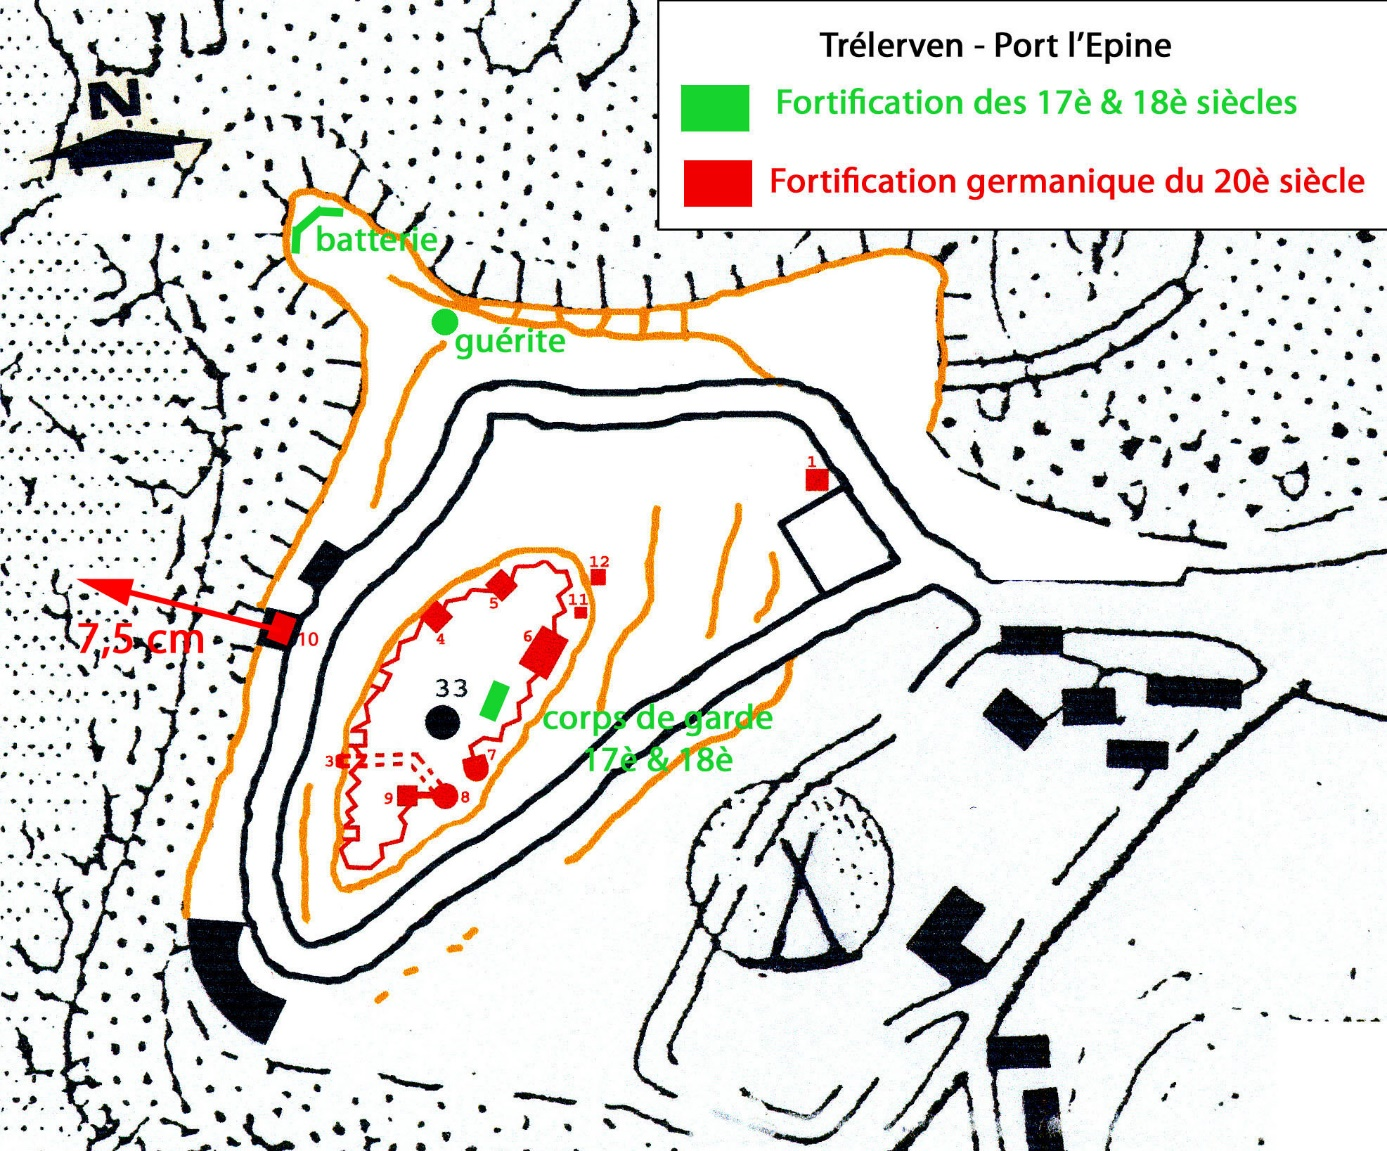 Trélerven - Port l'Epine
Fortification des 17è & 18è siècles
Fortification germanique du 20è siècle
N
batterie
guérite
1
12
5
11
4
6
10
7,5 cm
33
corps de garde
17è & 18è
3
7
9
8